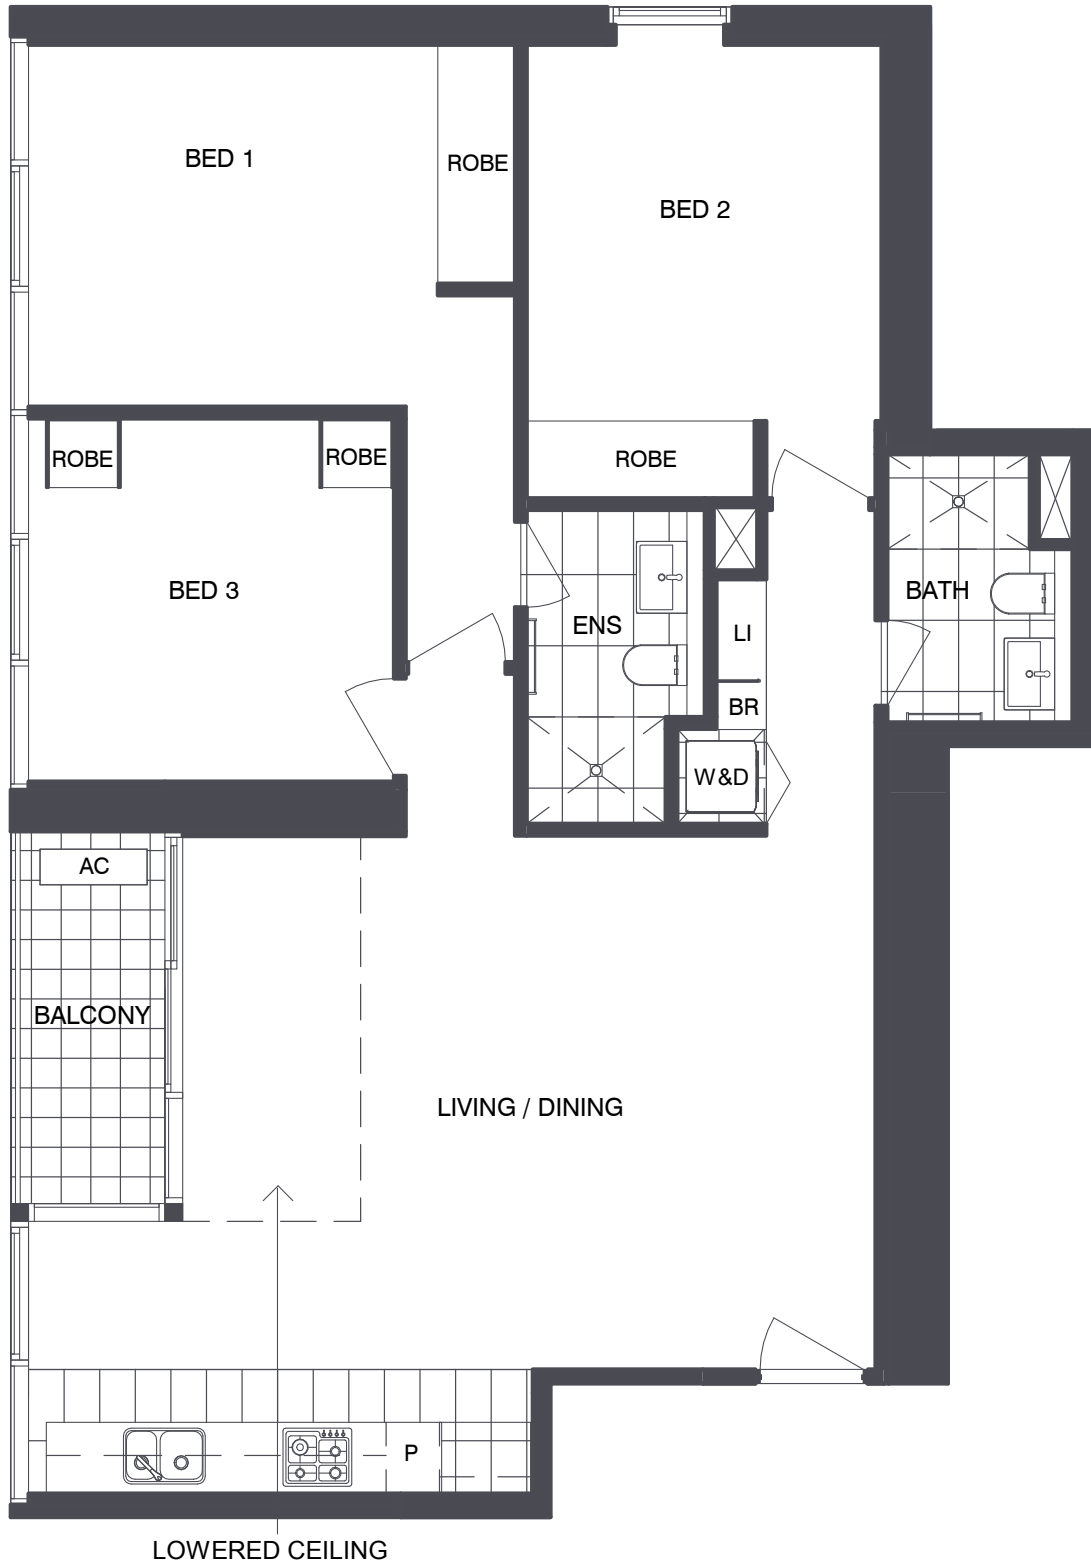 BED 1
ROBE
BED 2
ROBE
ROBE
ROBE
BED 3
BATH
ENS
LI
BR
W&D
AC
BALCONY
LIVING / DINING
P
LOWERED CEILING